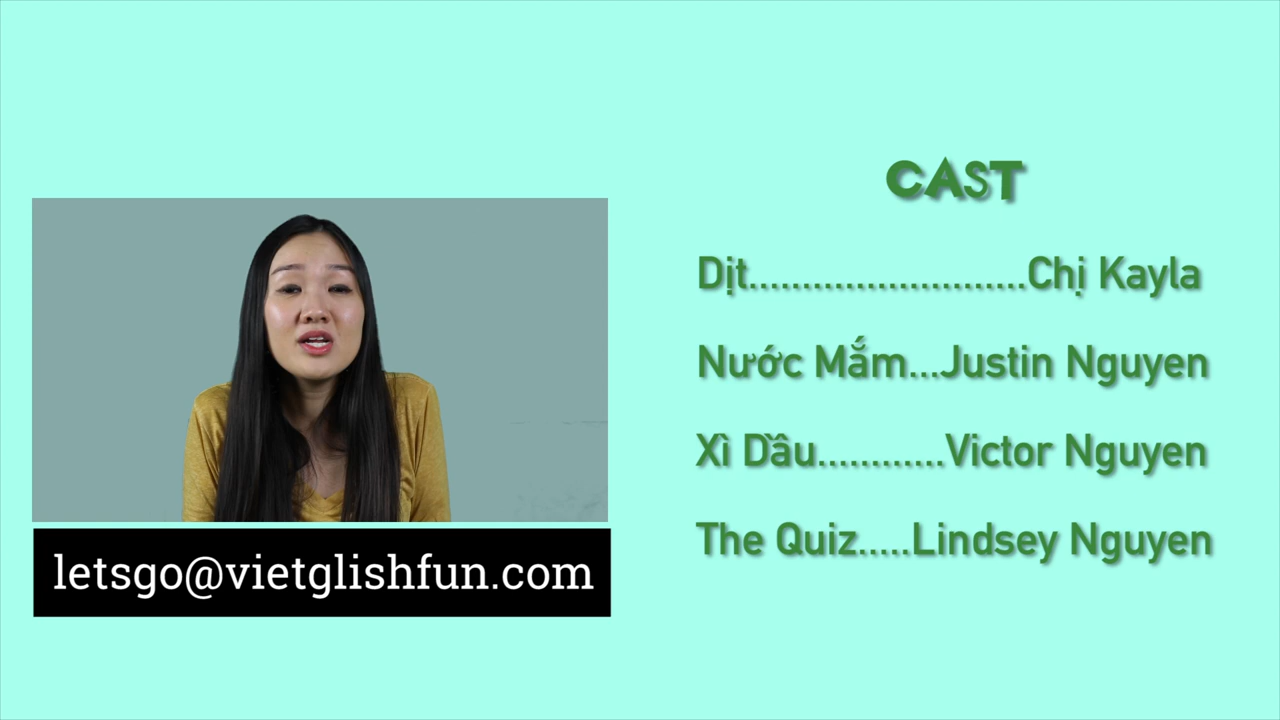 CAST
Dịt..........................Chị Kayla
Nước Mắm...Justin Nguyen
Xì Dầu............Victor Nguyen
The Quiz.....Lindsey Nguyen
letsgo@vietglishfun.com